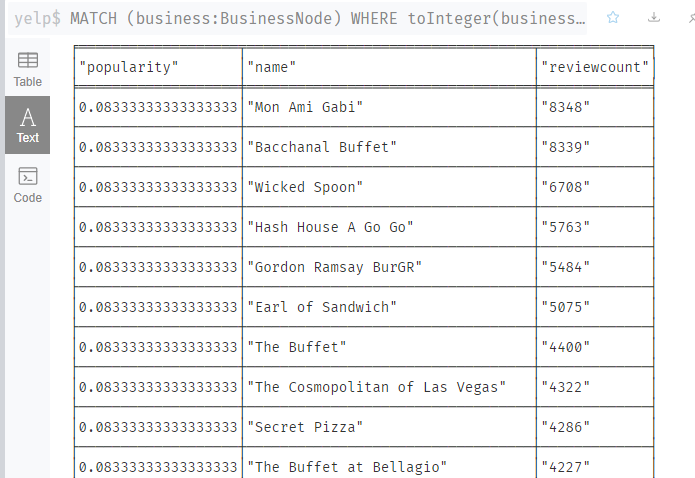 yelp$ MATCH (business:BusinessNode) WHERE toInteger(business…
Table
A
Text
Code
"popularity" "name" "reviewcount"
0.08333333333333333 "Mon Ami Gabi" "8348"
0.08333333333333333 "Bacchanal Buffet" "8339"
0.08333333333333333 "Wicked Spoon" "6708"
0.08333333333333333 "Hash House A Go Go" "5763"
0.08333333333333333 "Gordon Ramsay BurGR" "5484"
0.08333333333333333 "Earl of Sandwich" "5075"
0.08333333333333333 "The Buffet" "4400"
0.08333333333333333 "The Cosmopolitan of Las Vegas" "4322"
0.08333333333333333 "Secret Pizza" "4286"
0.08333333333333333 "The Buffet at Bellagio" "4227"